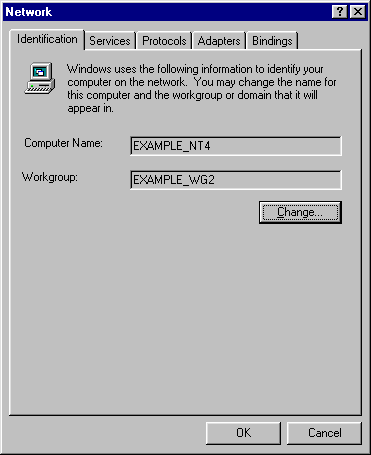 Network
Identification Services Protocols Adapters Bindings
Windows uses the following information to identify your
computer on the network.  You may change the name for
this computer and the workgroup or domain that it will
appear in.
Computer Name: EXAMPLE_NT4
Workgroup: EXAMPLE_WG2
Change...
OK Cancel